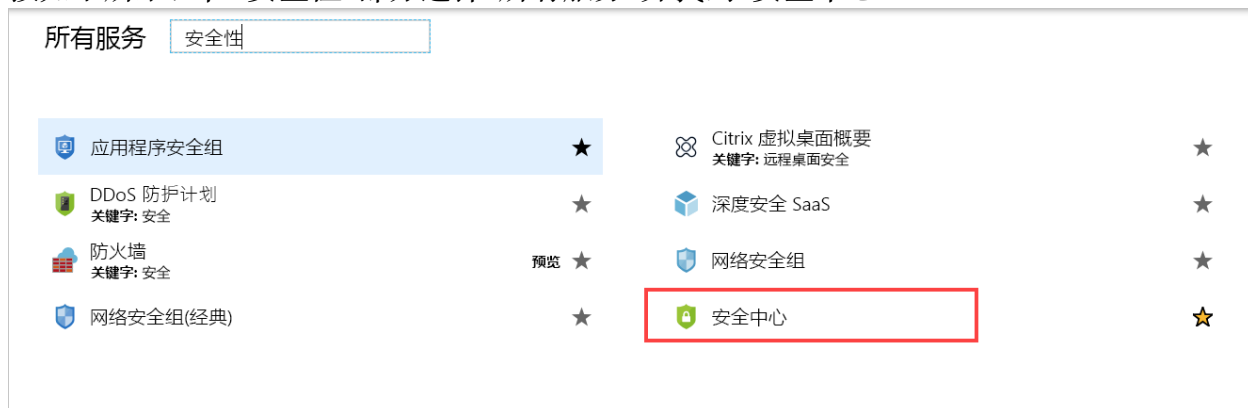 所有服务 安全性
应用程序安全组
Citrix 虚拟桌面概要
关键字: 远程桌面安全
DDoS 防护计划
关键字: 安全
深度安全 SaaS
防火墙
关键字: 安全
预览
网络安全组
网络安全组(经典)
安全中心